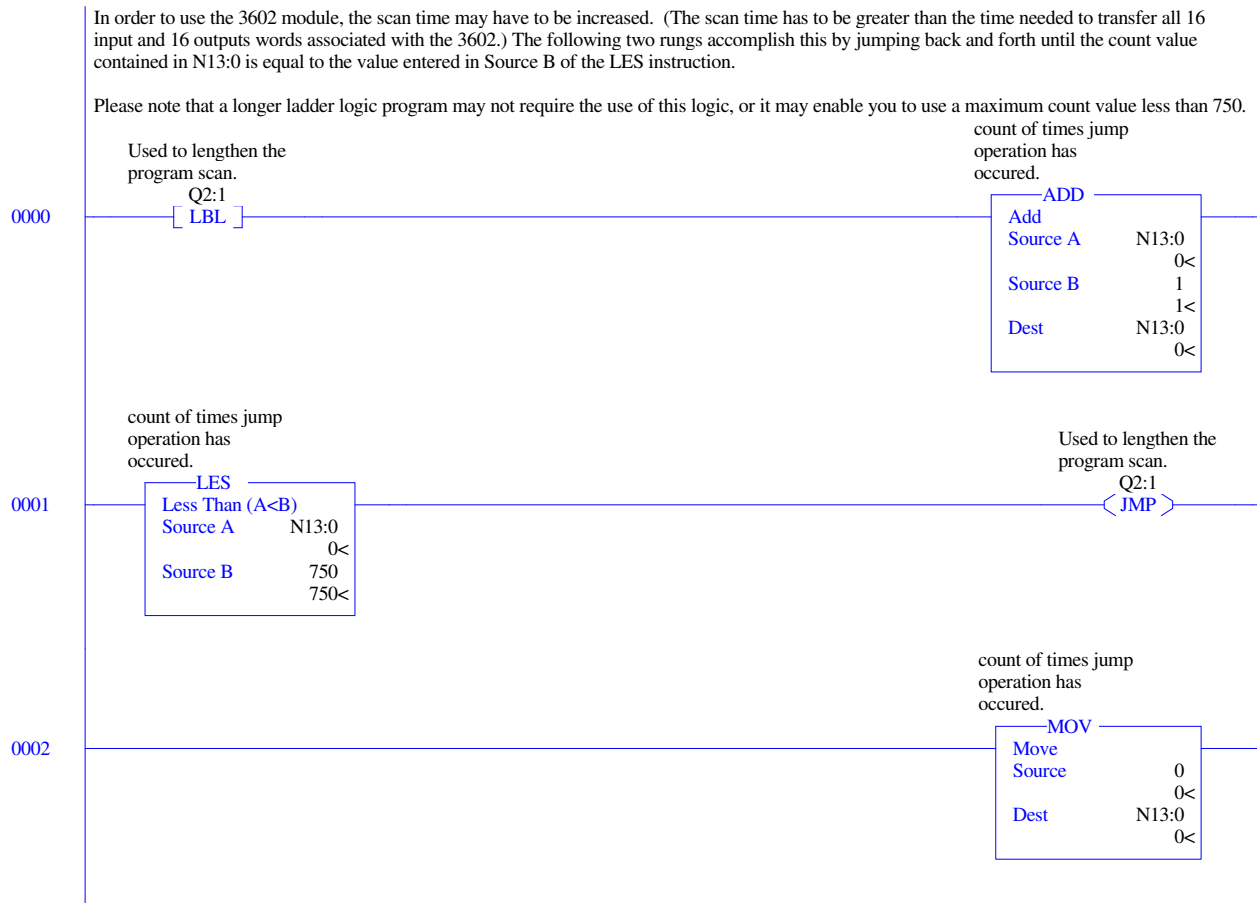 In order to use the 3602 module, the scan time may have to be increased.  (The scan time has to be greater than the time needed to transfer all 16
input and 16 outputs words associated with the 3602.) The following two rungs accomplish this by jumping back and forth until the count value
contained in N13:0 is equal to the value entered in Source B of the LES instruction.
Please note that a longer ladder logic program may not require the use of this logic, or it may enable you to use a maximum count value less than 750.
Used to lengthen the
program scan.
Q2:1
LBL
count of times jump
operation has
occured.
ADD
Add
Source A N13:0
0<
Source B 1
1<
Dest N13:0
0<
0000
count of times jump
operation has
occured.
LES
Less Than (A<B)
Source A N13:0
0<
Source B 750
750<
Used to lengthen the
program scan.
Q2:1
JMP
0001
count of times jump
operation has
occured.
MOV
Move
Source 0
0<
Dest N13:0
0<
0002